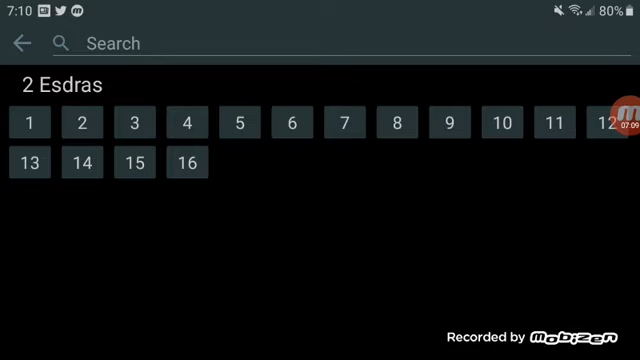 7:10 80%
Search
2 Esdras
1 2 3 4 5 6 7 8 9 10 11 12
07:09
13 14 15 16
Recorded by mobizen